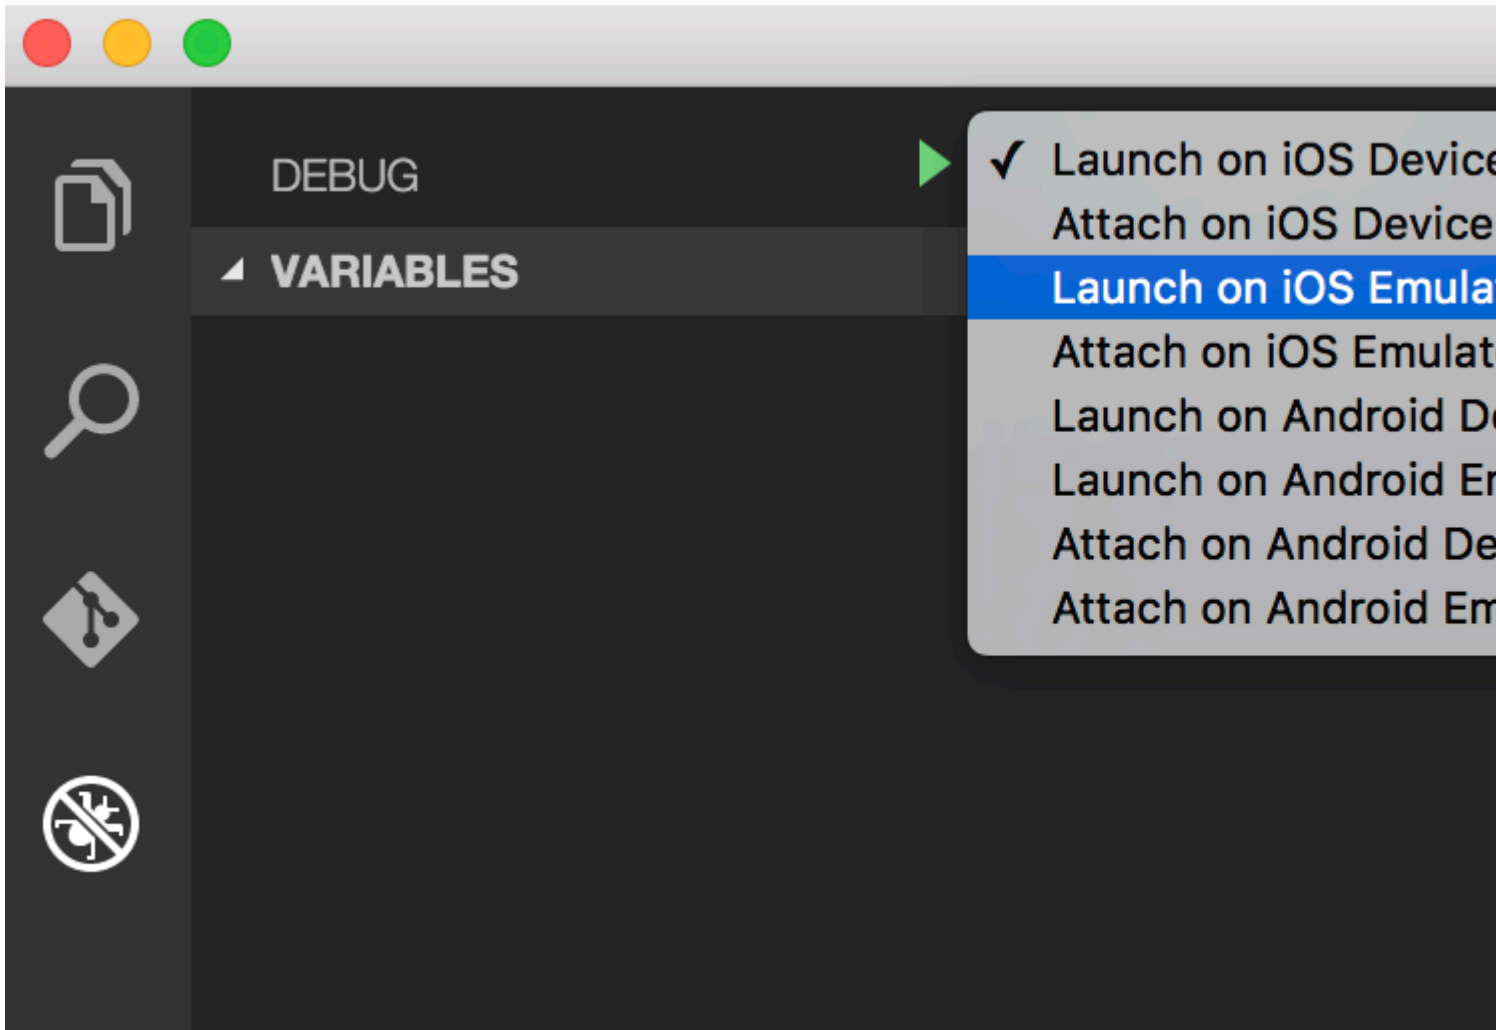 DEBUG
VARIABLES
✓ Launch on iOS Device
Attach on iOS Device
Launch on iOS
Attach on iOS
Launch on Android
Launch on Android
Attach on Android
Attach on Android